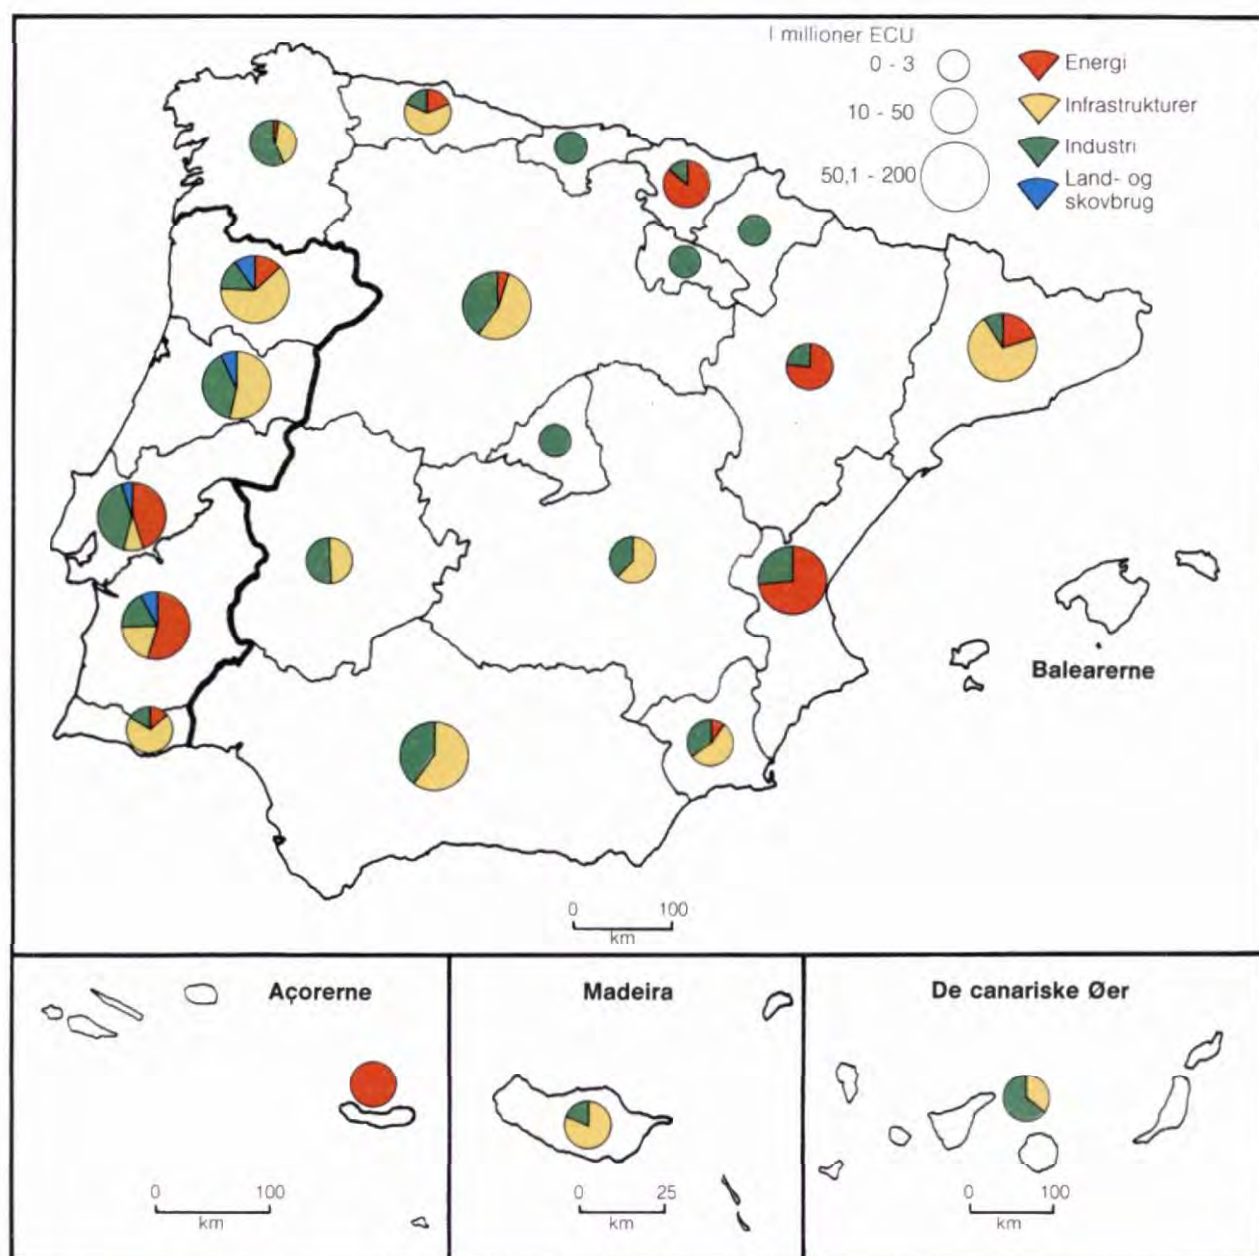 I millioner ECU
0 - 3
10 - 50
50,1 - 200
Energi
Infrastrukturer
Industri
Land- og
skovbrug
Balearerne
0 100
km
Açorerne
0 100
km
Madeira
0 25
km
De canariske Øer
0 100
km